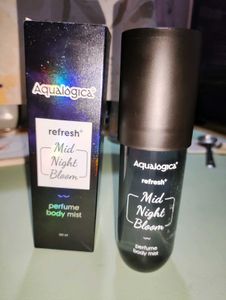 Aqualogica®
refresh+
Mid
Night
Bloom
perfume
body mist
Aqualogica®
refresh+
Mid
Night
Bloom
perfume
body mist